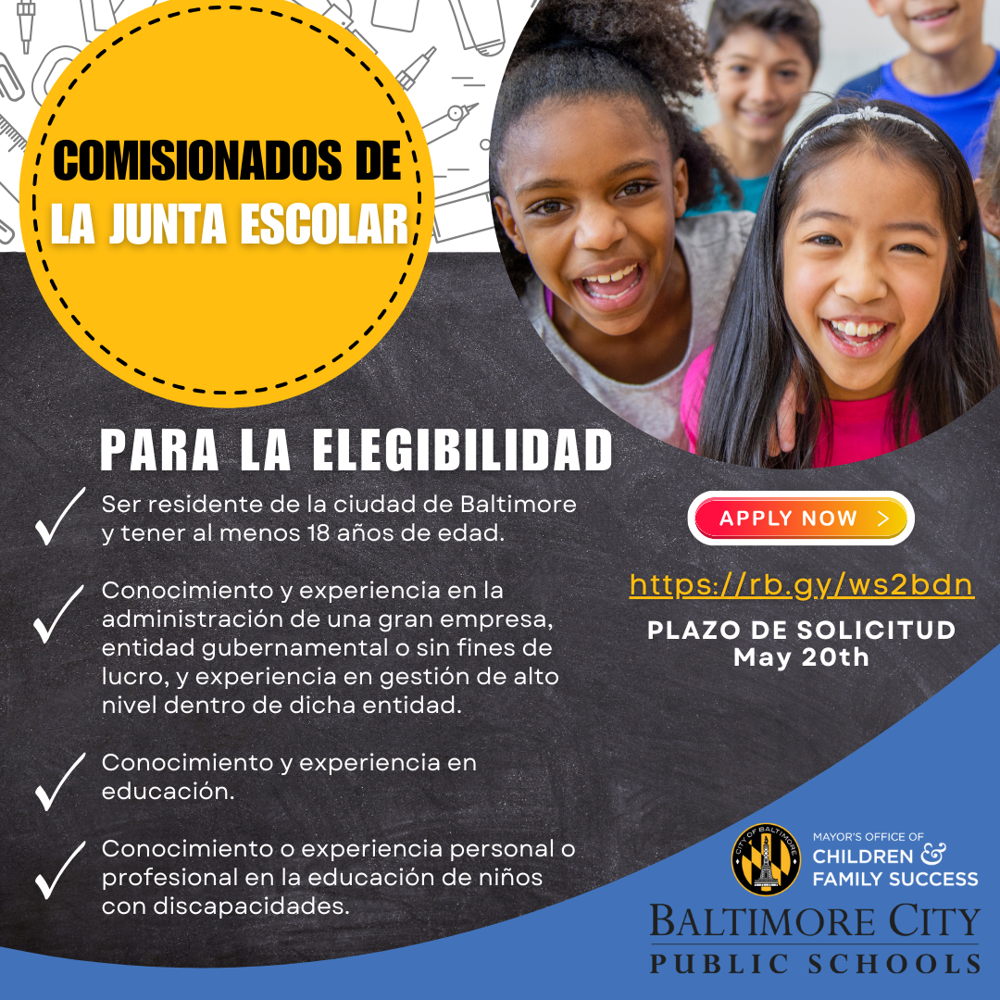 COMISIONADOS DE
LA JUNTA ESCOLAR
PARA LA ELEGIBILIDAD
Ser residente de la ciudad de Baltimore
y tener al menos 18 años de edad.
Conocimiento y experiencia en la
administración de una gran empresa,
entidad gubernamental o sin fines de
lucro, y experiencia en gestión de alto
nivel dentro de dicha entidad.
Conocimiento y experiencia en
educación.
Conocimiento o experiencia personal o
profesional en la educación de niños
con discapacidades.
APPLY NOW >
https://rb.gy/ws2bdn
PLAZO DE SOLICITUD
May 20th
CITY OF BALTIMORE
MAYOR'S OFFICE OF
CHILDREN &
FAMILY SUCCESS
BALTIMORE CITY
PUBLIC SCHOOLS